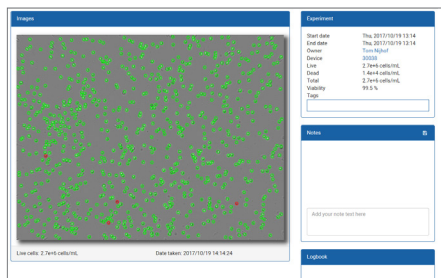 Images
Live cells: 2.7e+6 cells/mL
Date taken: 2017/10/19 14:14:24
Experiment
Start date Thu, 2017/10/19 13:14
End date Thu, 2017/10/19 13:14
Owner Tom Nijhof
Device
Live 2.7e+6 cells/mL
Dead 1.4e+4 cells/mL
Total 2.7e+6 cells/mL
Viability 99.5 %
Tags
Notes
Add your note text here
Logbook